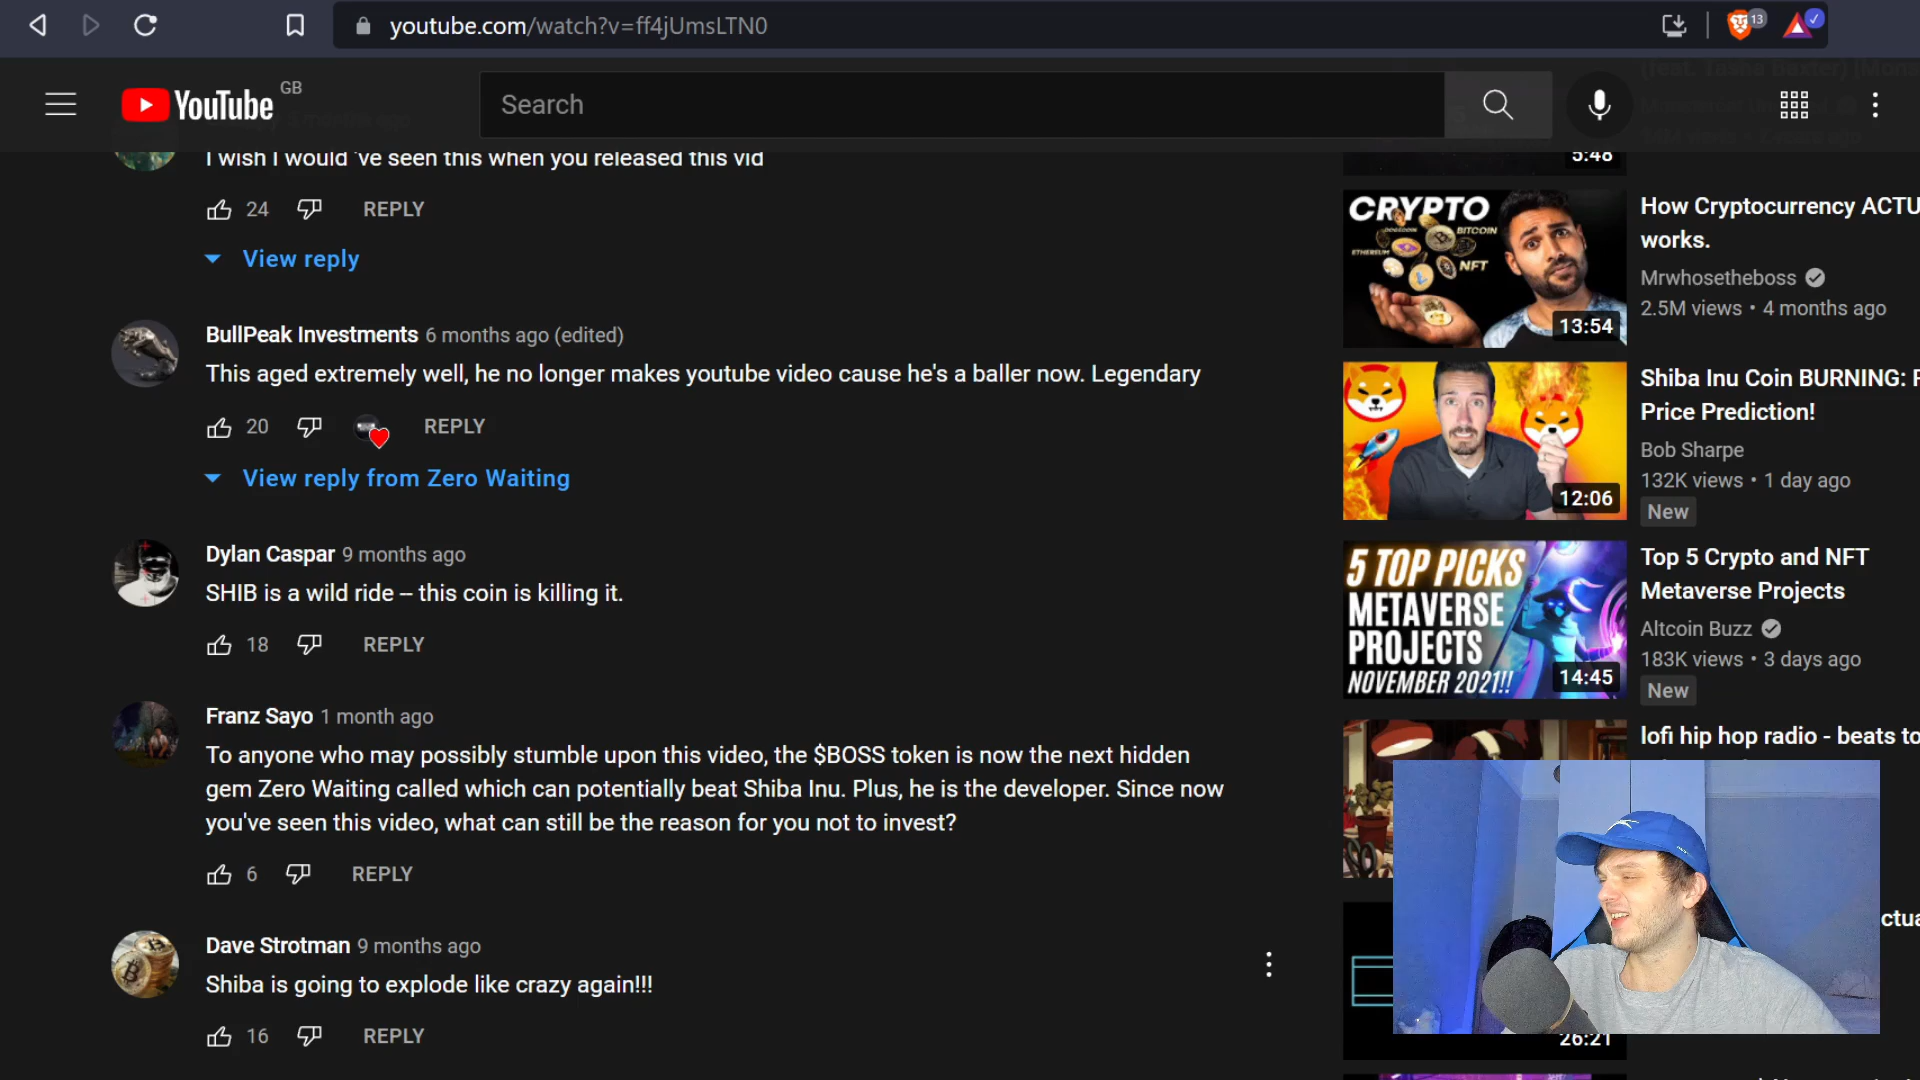 youtube.com/watch?v=ff4jUmsLTN0
13
YouTube GB
Search
I wish I would 've seen this when you released this vid
24 REPLY
View reply
BullPeak Investments 6 months ago (edited)
This aged extremely well, he no longer makes youtube video cause he's a baller now. Legendary
20 REPLY
View reply from Zero Waiting
Dylan Caspar 9 months ago
SHIB is a wild ride – this coin is killing it.
18 REPLY
Franz Sayo 1 month ago
To anyone who may possibly stumble upon this video, the $BOSS token is now the next hidden
gem Zero Waiting called which can potentially beat Shiba Inu. Plus, he is the developer. Since now
you've seen this video, what can still be the reason for you not to invest?
6 REPLY
Dave Strotman 9 months ago
Shiba is going to explode like crazy again!!!
16 REPLY
5:48
CRYPTO
DOGECOIN
BITCOIN
ETHEREUM
NFT
13:54
How Cryptocurrency ACTU
works.
Mrwhosetheboss
2.5M views • 4 months ago
12:06
Shiba Inu Coin BURNING: F
Price Prediction!
Bob Sharpe
132K views • 1 day ago
New
5 TOP PICKS
METAVERSE
PROJECTS
NOVEMBER 2021!!
14:45
Top 5 Crypto and NFT
Metaverse Projects
Altcoin Buzz
183K views • 3 days ago
New
lofi hip hop radio - beats to
ctua
26:21